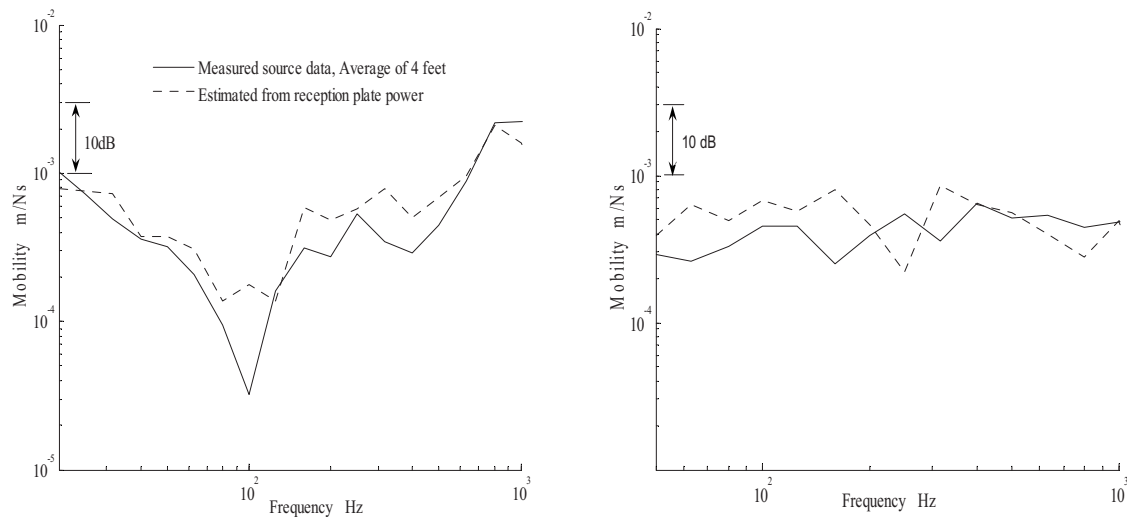 10^-2
Measured source data, Average of 4 feet
Estimated from reception plate power
10dB
10^-3
Mobility m/Ns
10^-4
10^-5
10^2
10^3
Frequency Hz
10^-2
10 dB
10^-3
Mobility m/Ns
10^-4
10^2
10^3
Frequency Hz